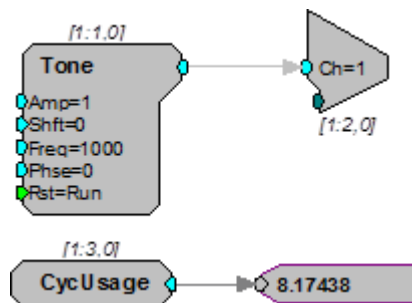 [1:1,0]
Tone
Amp=1
Shft=0
Freq=1000
Phse=0
Rst=Run
Ch=1
[1:2,0]
[1:3,0]
CycUsage
8.17438